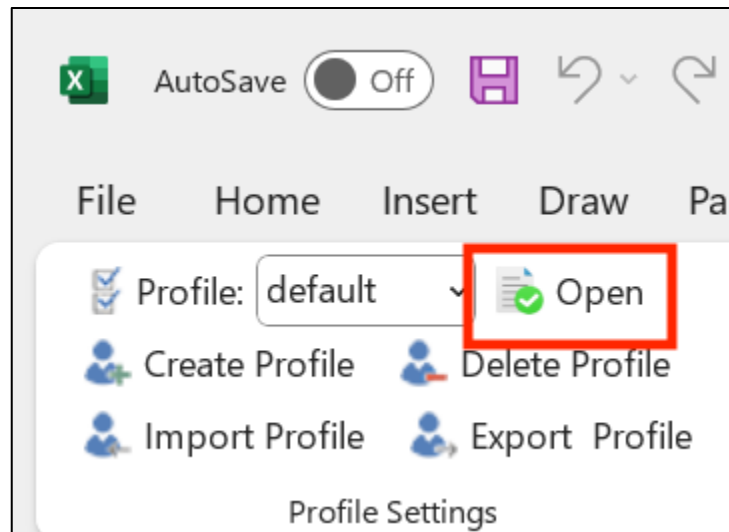 AutoSave Off
File Home Insert Draw Pa
Profile: default Open
Create Profile Delete Profile
Import Profile Export Profile
Profile Settings